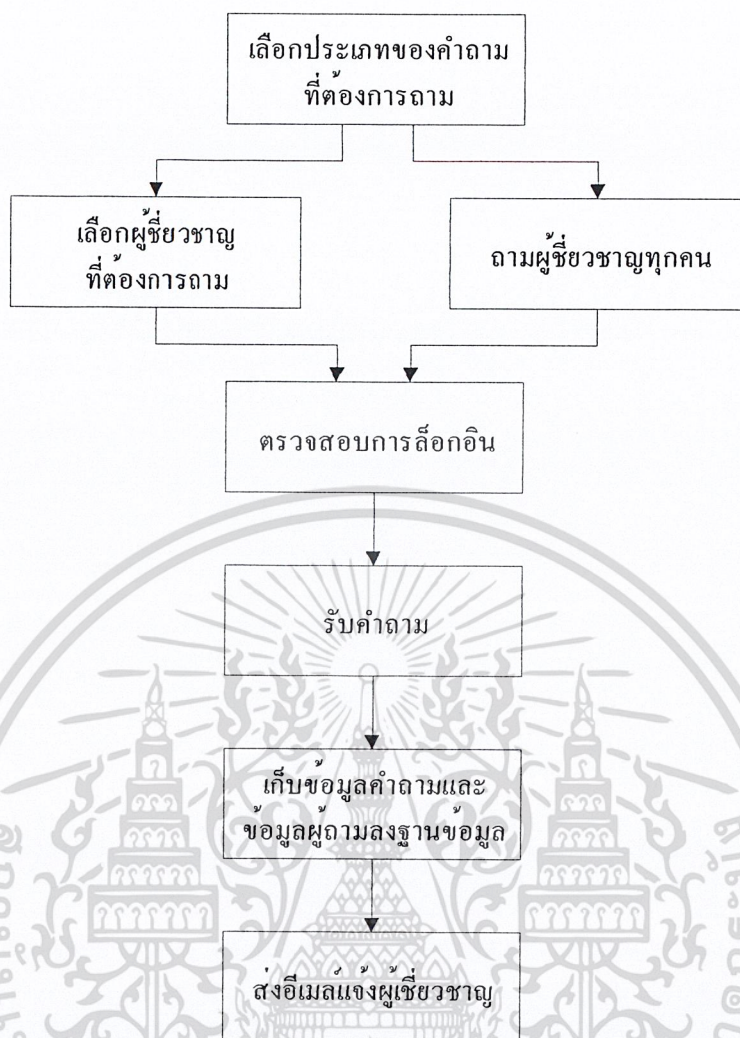 เลือกประเภทของคำถาม
ที่ต้องการถาม
เลือกผู้ชี่ยวชาญ
ที่ต้องการถาม
ถามผู้ชี่ยวชาญทุกคน
ตรวจสอบการล็อกอิน
รับคำถาม
เก็บข้อมูลคำถามและ
ข้อมูลผู้ถามลงฐานข้อมูล
ส่งอีเมล์แจ้งผู้เชี่ยวชาญ